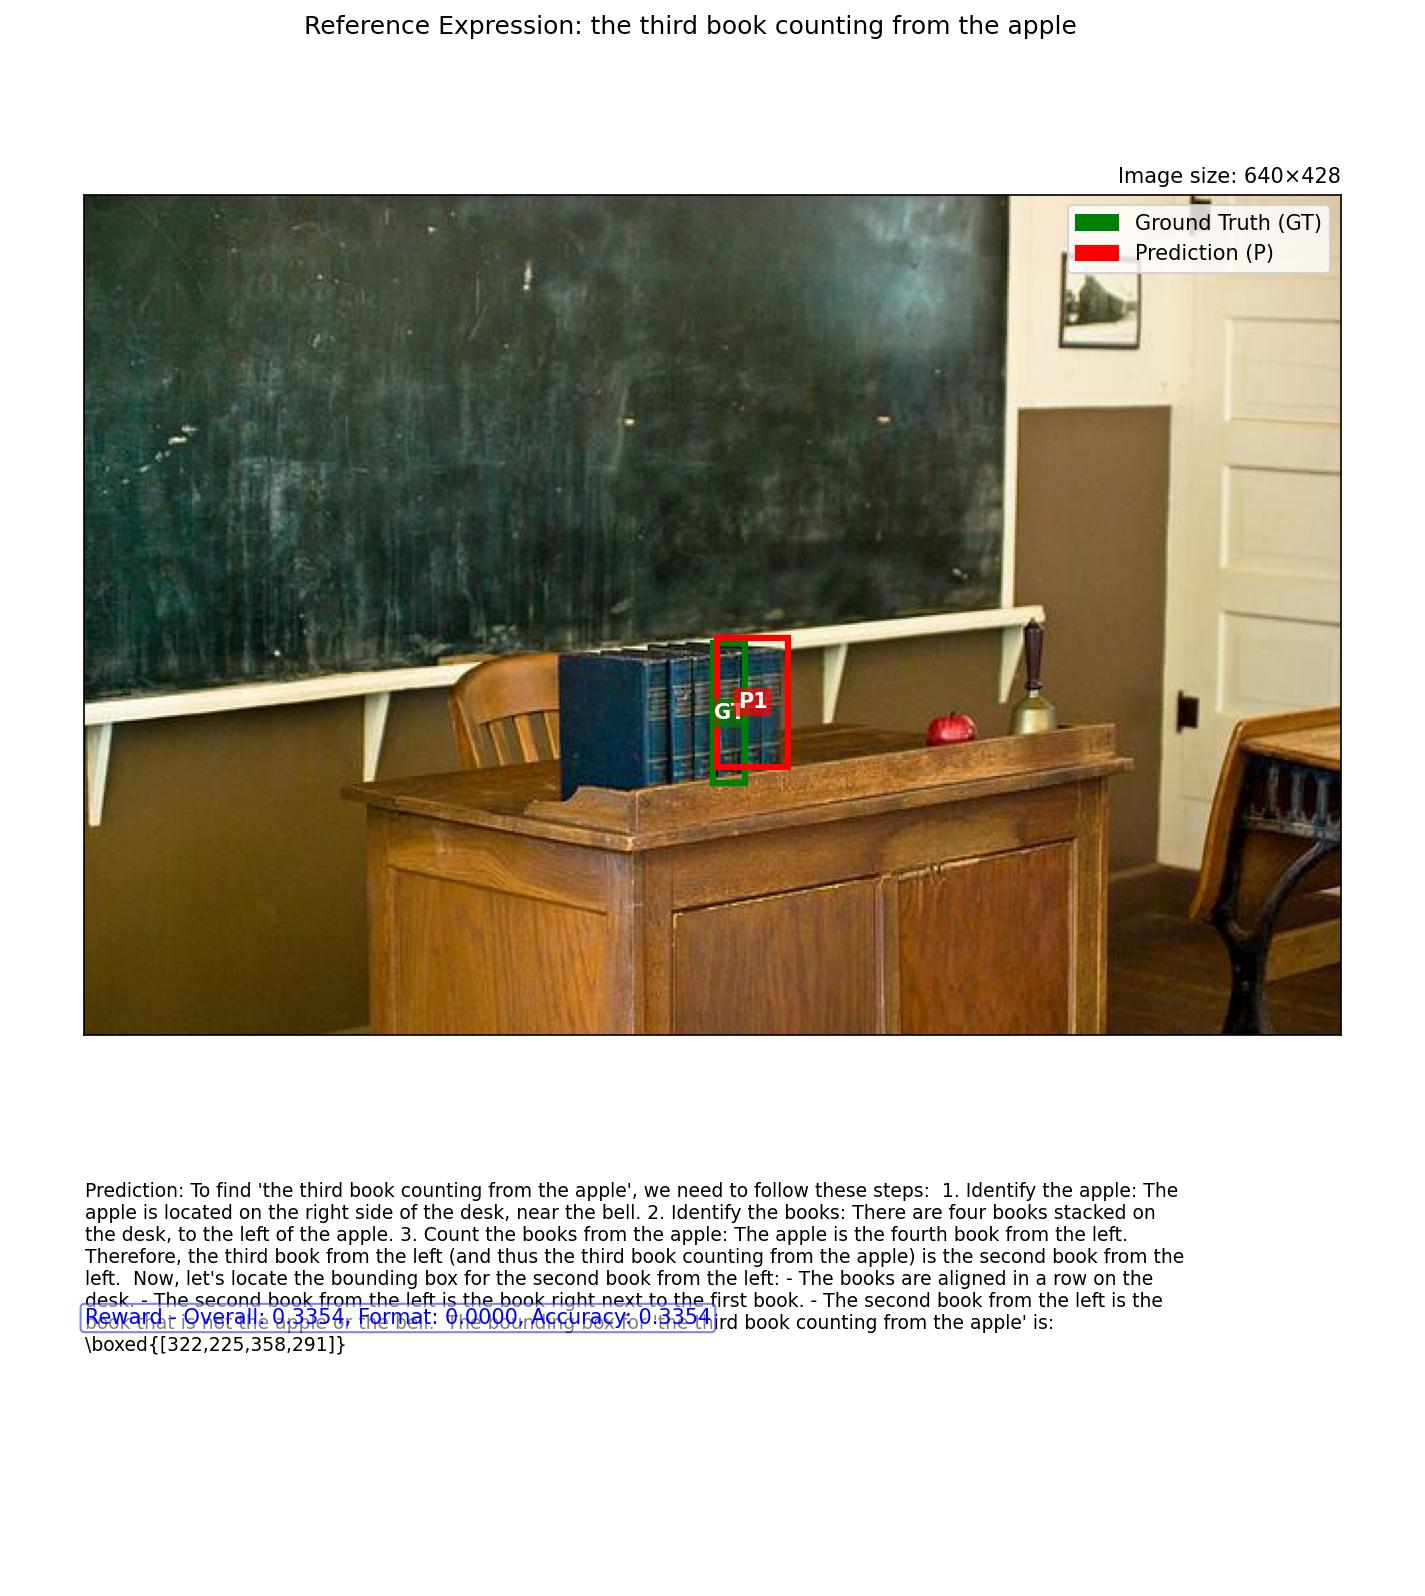 Reference Expression: the third book counting from the apple
Image size: 640×428
Ground Truth (GT)
Prediction (P)
GT
P1
Prediction: To find 'the third book counting from the apple', we need to follow these steps:  1. Identify the apple: The
apple is located on the right side of the desk, near the bell. 2. Identify the books: There are four books stacked on
the desk, to the left of the apple. 3. Count the books from the apple: The apple is the fourth book from the left.
Therefore, the third book from the left (and thus the third book counting from the apple) is the second book from the
left.  Now, let's locate the bounding box for the second book from the left: - The books are aligned in a row on the
desk. - The second book from the left is the book right next to the first book. - The second book from the left is the
Reward - Overall: 0.3354, Format: 0.0000, Accuracy: 0.3354
book that is not the apple or the bell.  The bounding box for 'the third book counting from the apple' is:
\boxed{[322,225,358,291]}